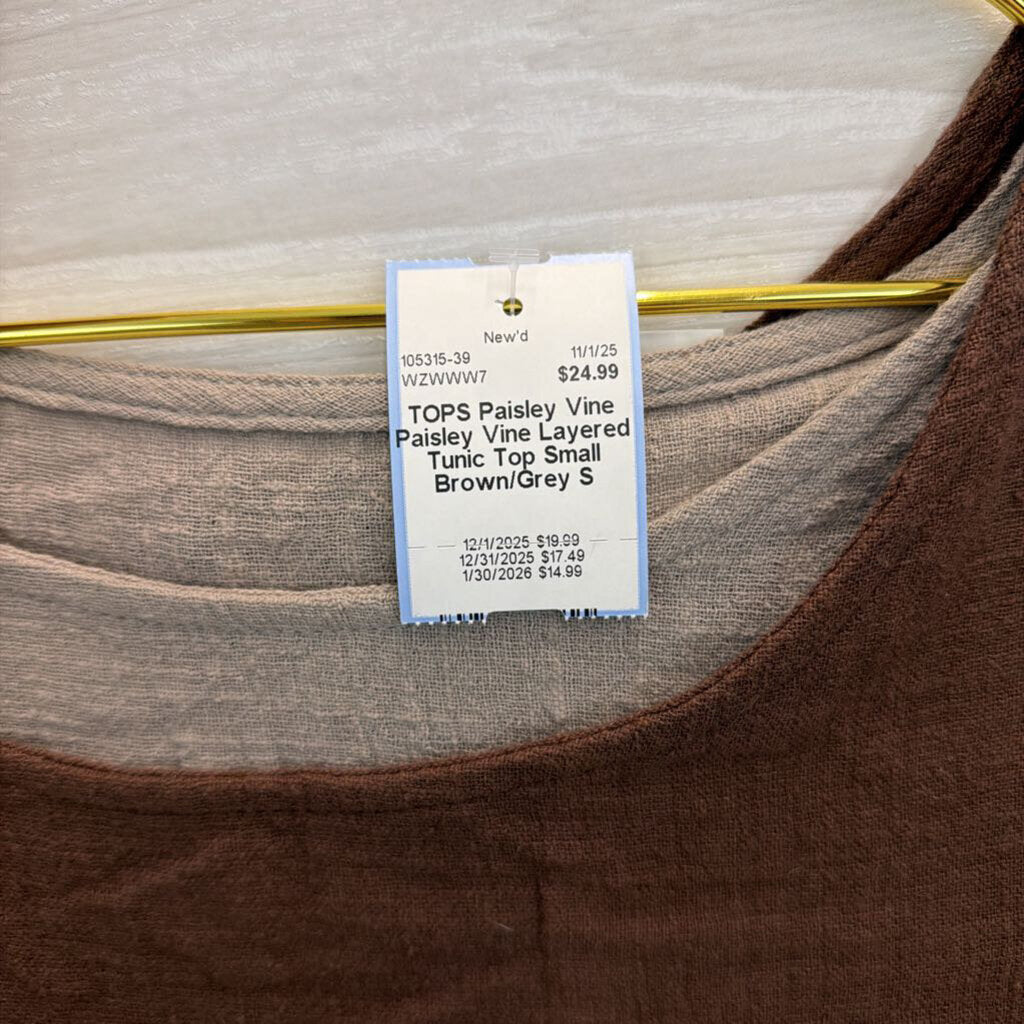 New'd
105315-39 11/1/25
WZWWW7 $24.99
TOPS Paisley Vine
Paisley Vine Layered
Tunic Top Small
Brown/Grey S
12/1/2025 $19.99
12/31/2025 $17.49
1/30/2026 $14.99